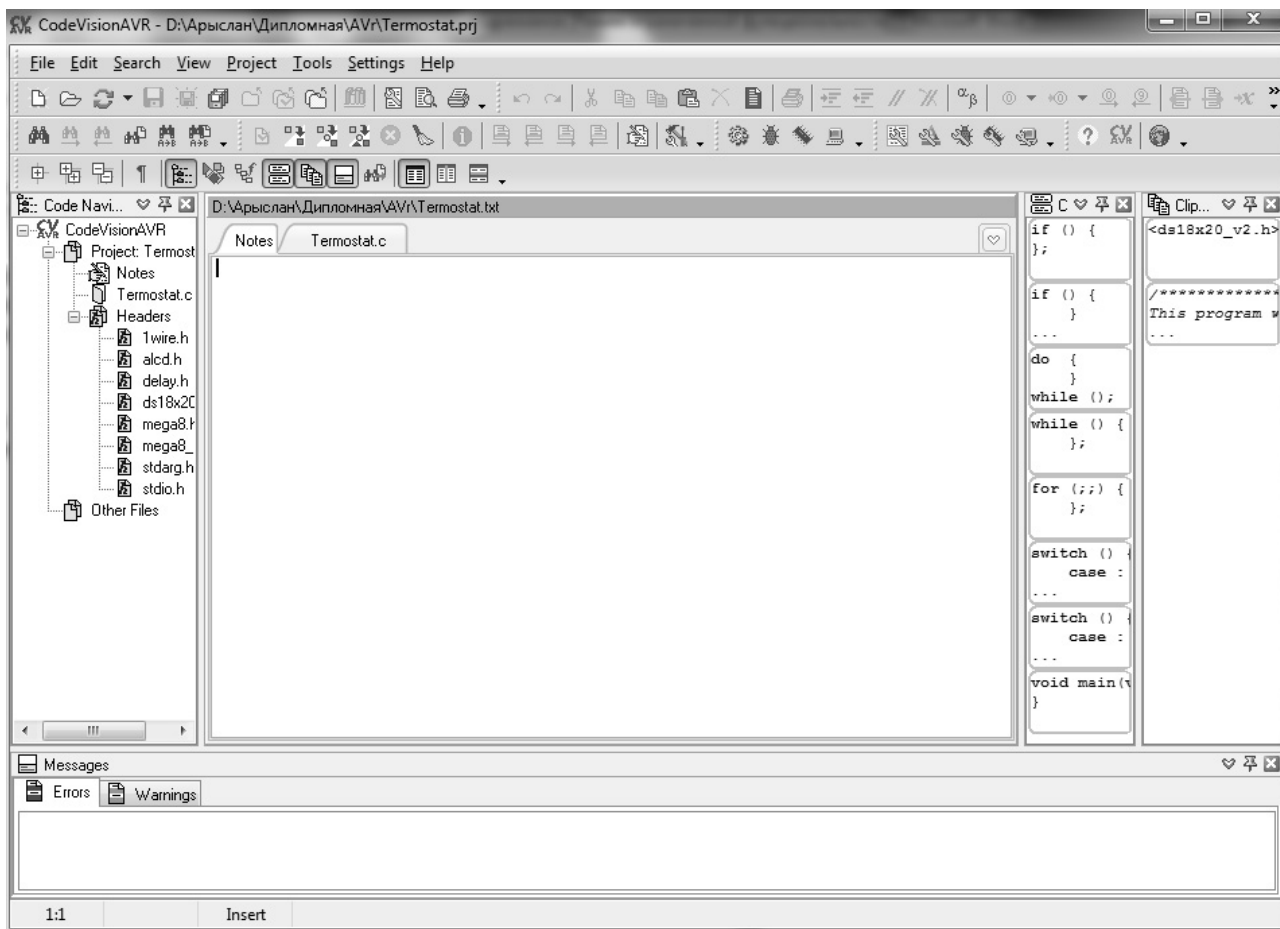 CodeVisionAVR - D:\Арыслан\Дипломная\AVr\Termostat.prj
File Edit Search View Project Tools Settings Help
Code Navi...
CodeVisionAVR
Project: Termost
Notes
Termostat.c
Headers
1wire.h
alcd.h
delay.h
ds18x20
mega8.h
mega8_
stdarg.h
stdio.h
Other Files
D:\Арыслан\Дипломная\AVr\Termostat.txt
Notes Termostat.c
C
if () {
};
if () {
}
...
do {
}
while ();
while () {
};
for (;;) {
};
switch () {
case :
...
switch () {
case :
...
void main(v
}
Clip...
<ds18x20_v2.h>
/*************
This program w
...
Messages
Errors Warnings
1:1 Insert